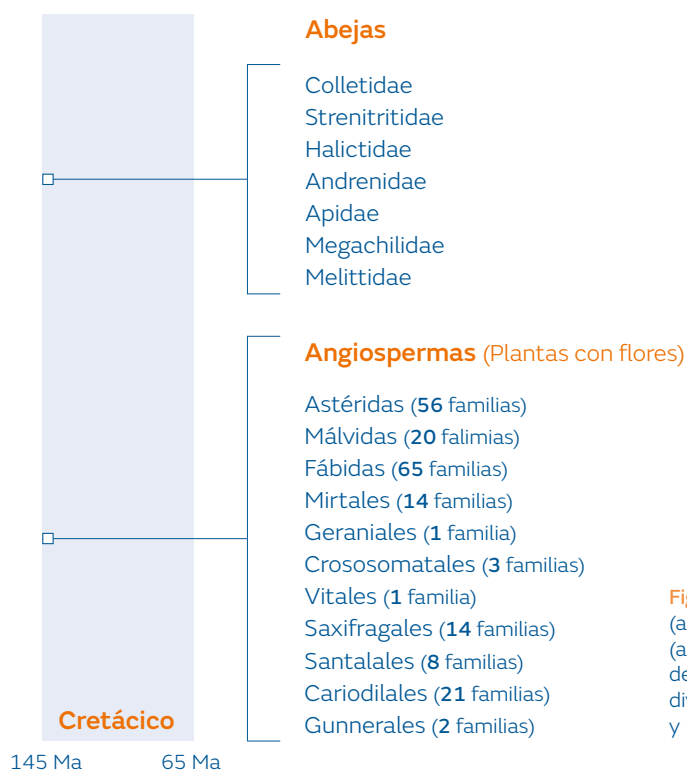 Abejas
Colletidae
Strenitritidae
Halictidae
Andrenidae
Apidae
Megachilidae
Melittidae
Angiospermas (Plantas con flores)
Astéridas (56 familias)
Málvidas (20 falimias)
Fábidas (65 familias)
Mirtales (14 familias)
Geraniales (1 familia)
Crososomatales (3 familias)
Vitales (1 familia)
Saxifragales (14 familias)
Santalales (8 familias)
Cariodilales (21 familias)
Gunnerales (2 familias)
Cretácico
145 Ma 65 Ma
(a
(a
de
y